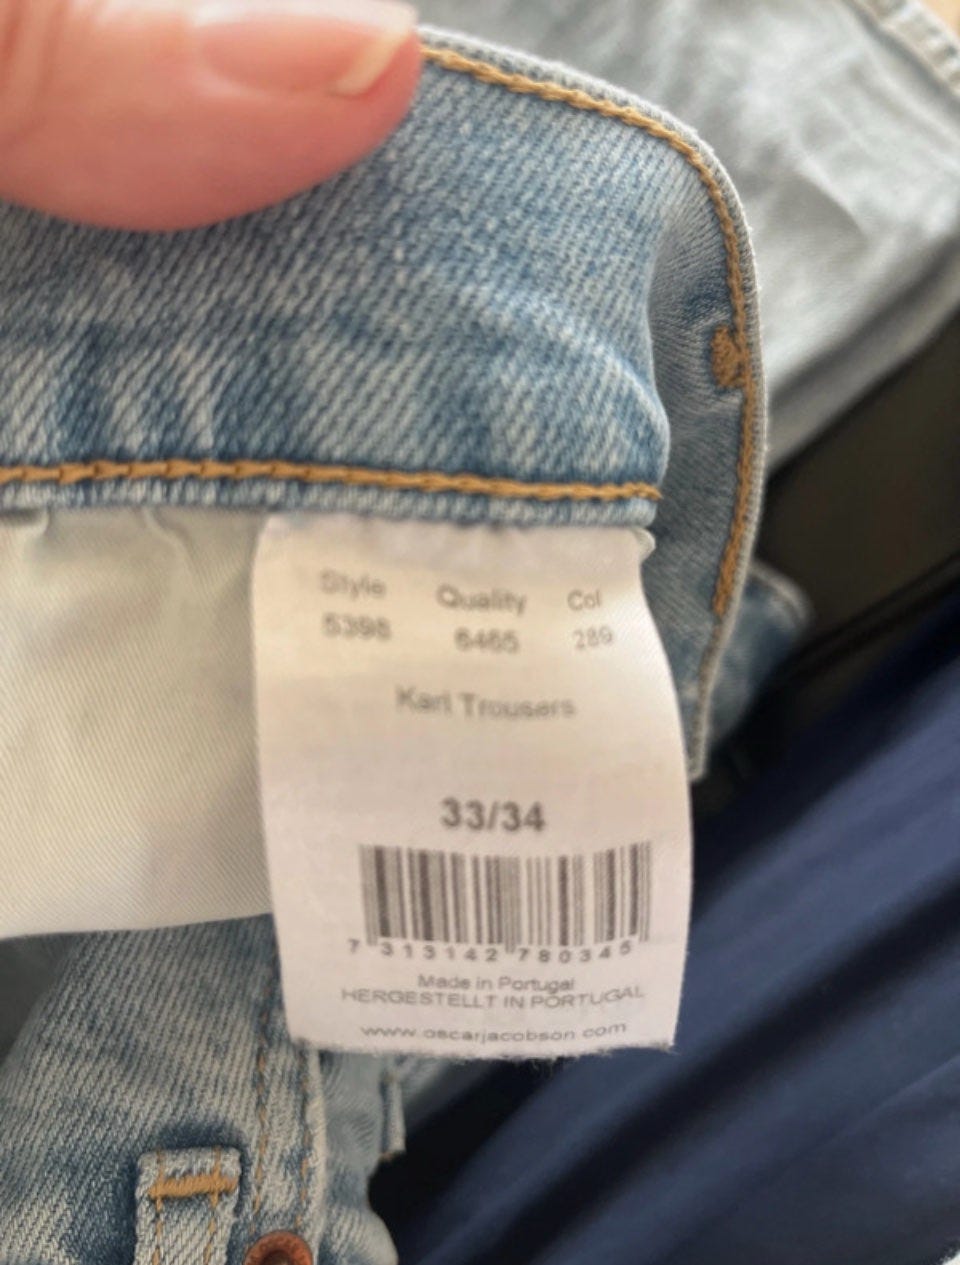 Style Quality Col
5398 6465 289
Karl Trousers
33/34
7 313142 780345
Made in Portugal
HERGESTELLT IN PORTUGAL
www.oscarjacobson.com